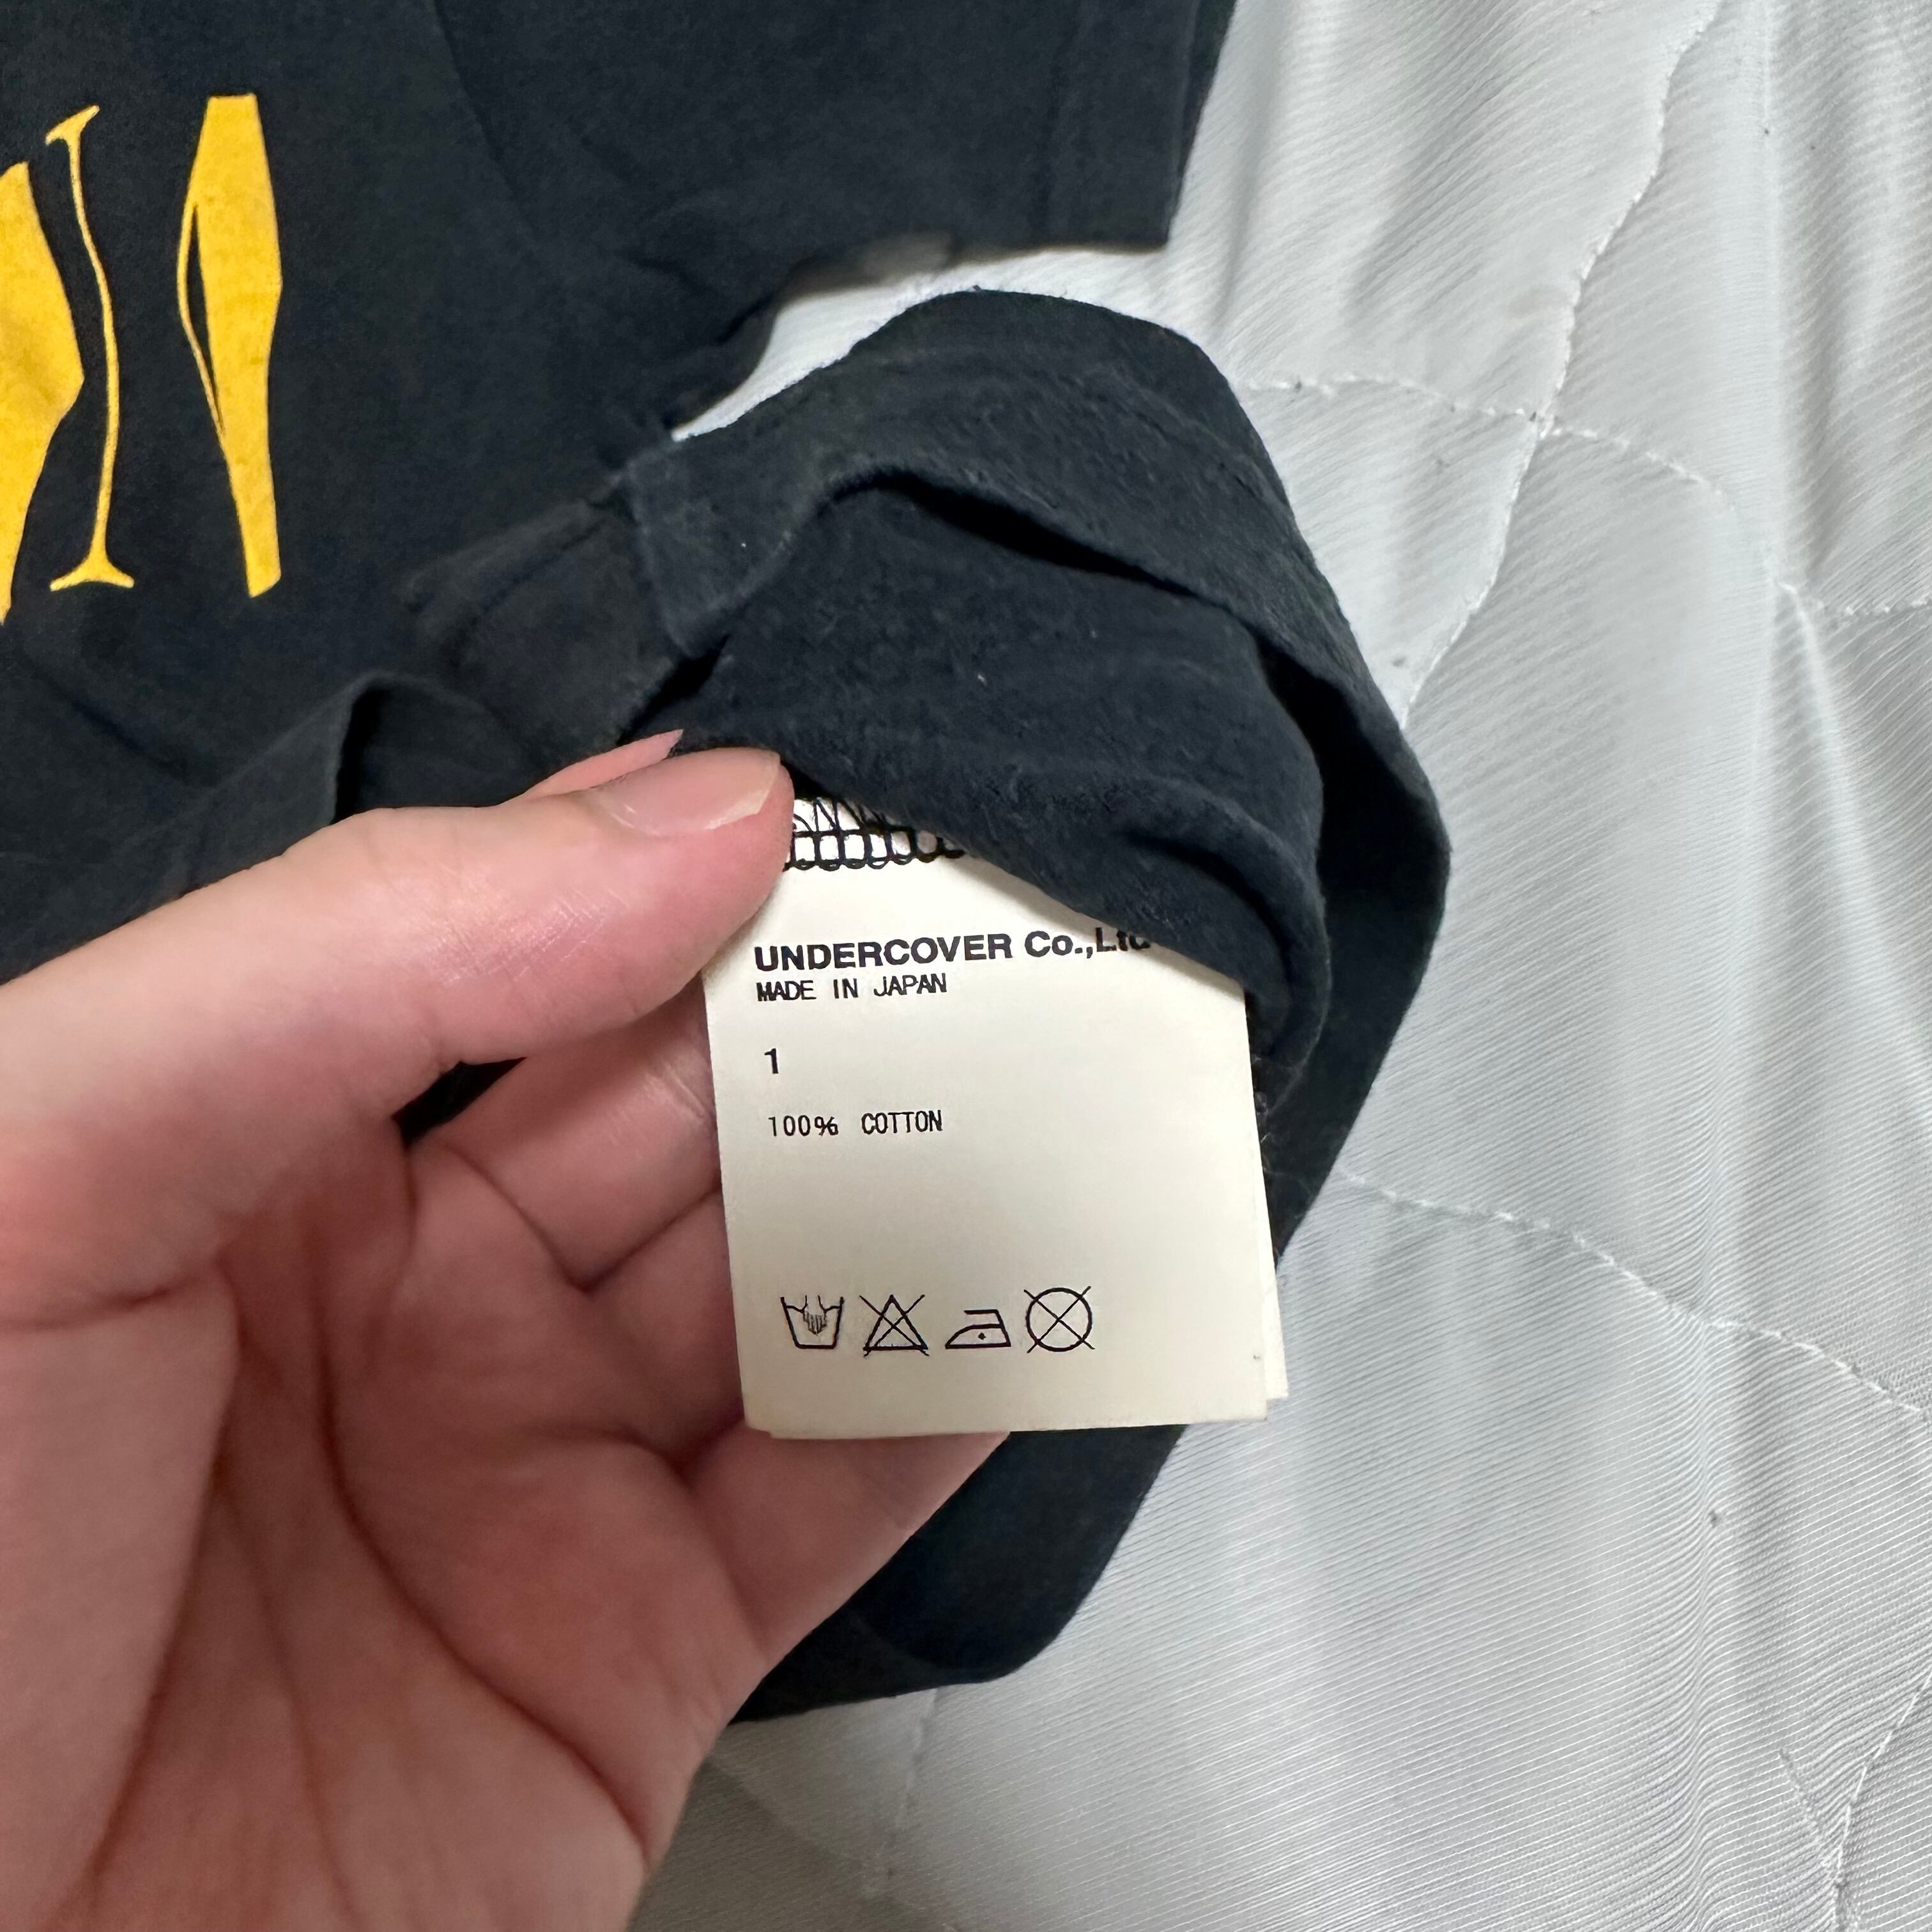 UNDERCOVER Co.,Ltd
MADE IN JAPAN
1
100% COTTON